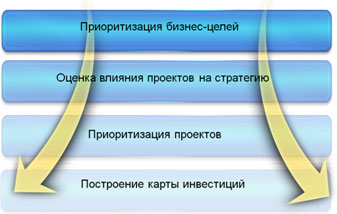 Приоритизация бизнес-целей
Оценка влияния проектов на стратегию
Приоритизация проектов
Построение карты инвестиций